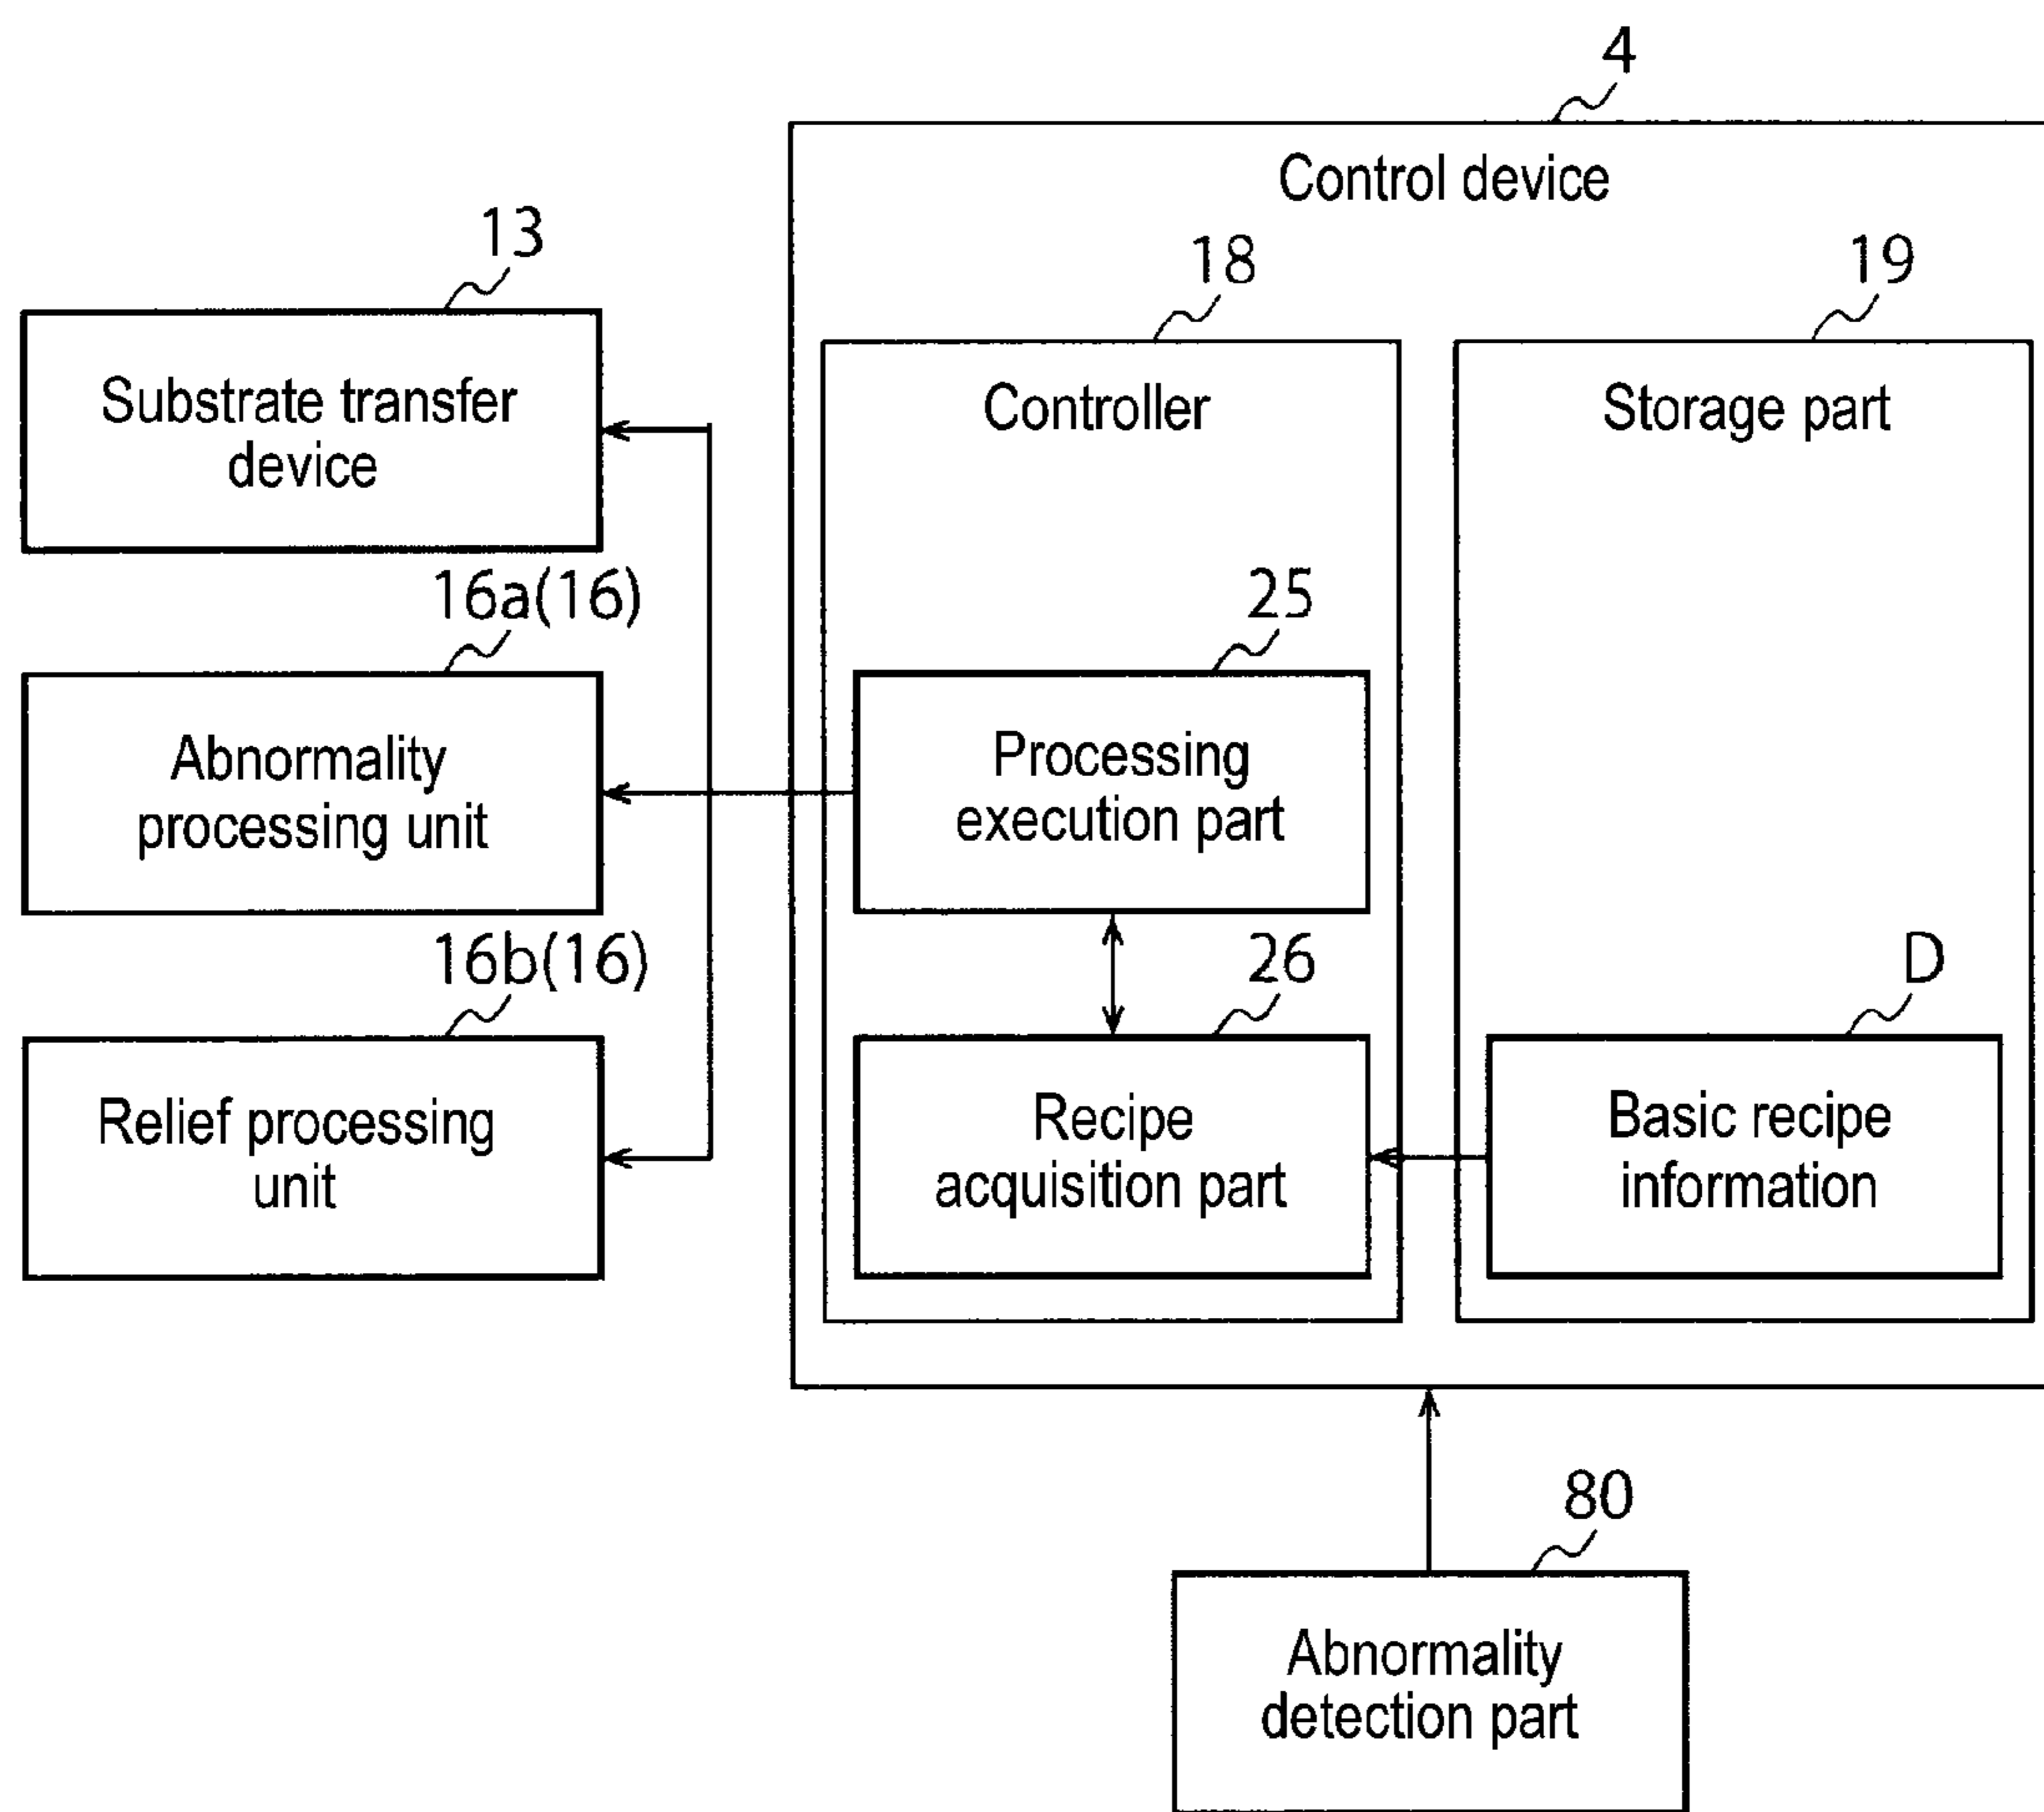 4
Control device
13
18
19
Substrate transfer
device
Controller
Storage part
16a(16)
25
Abnormality
processing unit
Processing
execution part
16b(16)
26
D
Relief processing
unit
Recipe
acquisition part
Basic recipe
information
80
Abnormality
detection part